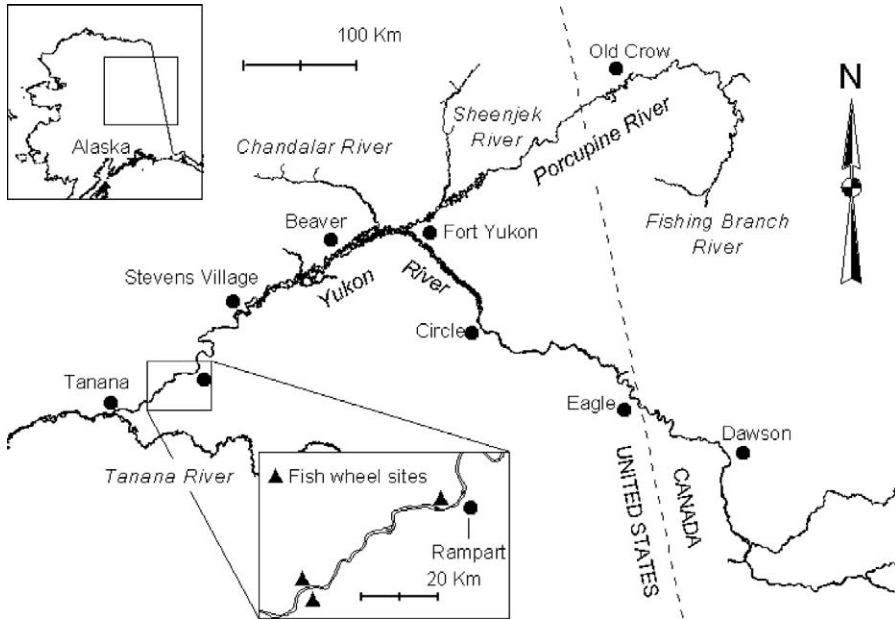 100 Km
Old Crow
N
Alaska
Sheenjek
River
Chandalar River
Porcupine River
Beaver
Fort Yukon
Fishing Branch
River
Stevens Village
Yukon
River
Circle
Tanana
Eagle
Dawson
Tanana River
UNITED STATES
CANADA
Fish wheel sites
Rampart
20 Km